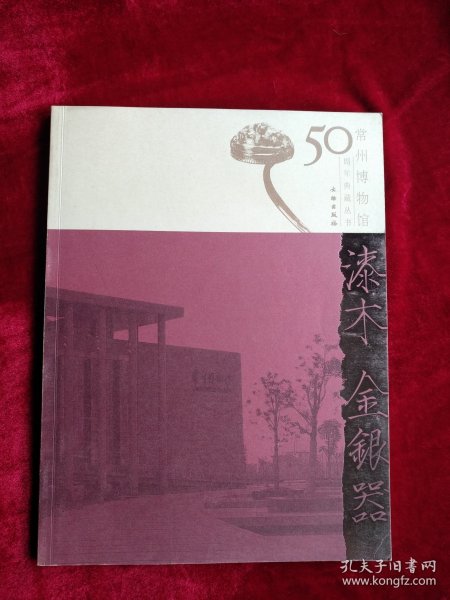 50
常州博物馆
周年典藏丛书
文物出版社
漆木 金銀器
孔夫子旧书网
www.kongfz.com